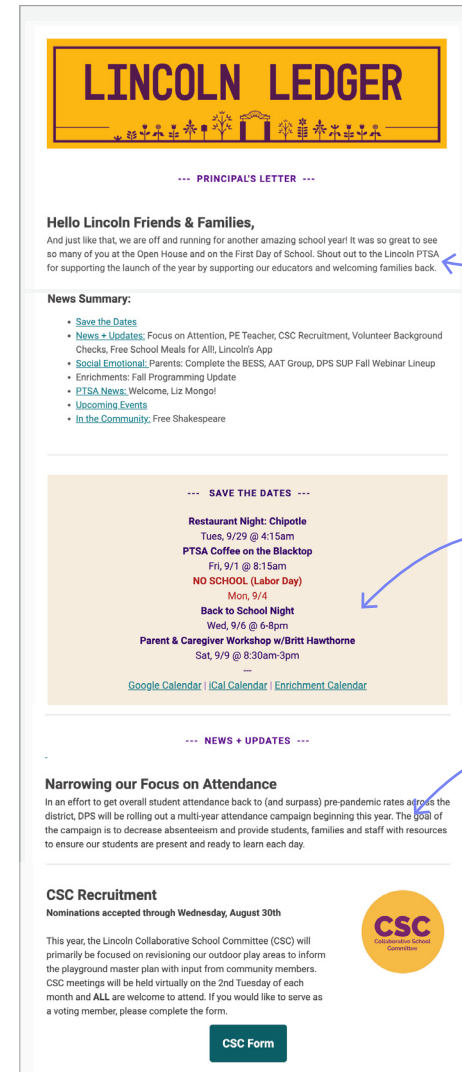 LINCOLN LEDGER
--- PRINCIPAL'S LETTER ---
Hello Lincoln Friends & Families,
And just like that, we are off and running for another amazing school year! It was so great to see
so many of you at the Open House and on the First Day of School. Shout out to the Lincoln PTSA
for supporting the launch of the year by supporting our educators and welcoming families back.
News Summary:
• Save the Dates
• News + Updates: Focus on Attention, PE Teacher, CSC Recruitment, Volunteer Background
Checks, Free School Meals for All!, Lincoln's App
• Social Emotional: Parents: Complete the BESS, AAT Group, DPS SUP Fall Webinar Lineup
• Enrichments: Fall Programming Update
• PTSA News: Welcome, Liz Mongo!
• Upcoming Events
• In the Community: Free Shakespeare
--- SAVE THE DATES ---
Restaurant Night: Chipotle
Tues, 9/29 @ 4:15am
PTSA Coffee on the Blacktop
Fri, 9/1 @ 8:15am
NO SCHOOL (Labor Day)
Mon, 9/4
Back to School Night
Wed, 9/6 @ 6-8pm
Parent & Caregiver Workshop w/Britt Hawthorne
Sat, 9/9 @ 8:30am-3pm
---
Google Calendar | iCal Calendar | Enrichment Calendar
--- NEWS + UPDATES ---
-
Narrowing our Focus on Attendance
In an effort to get overall student attendance back to (and surpass) pre-pandemic rates across the
district, DPS will be rolling out a multi-year attendance campaign beginning this year. The goal of
the campaign is to decrease absenteeism and provide students, families and staff with resources
to ensure our students are present and ready to learn each day.
CSC Recruitment
Nominations accepted through Wednesday, August 30th
This year, the Lincoln Collaborative School Committee (CSC) will
primarily be focused on revisioning our outdoor play areas to inform
the playground master plan with input from community members.
CSC meetings will be held virtually on the 2nd Tuesday of each
month and ALL are welcome to attend. If you would like to serve as
a voting member, please complete the form.
CSC
Collaborative School
Committee
CSC Form